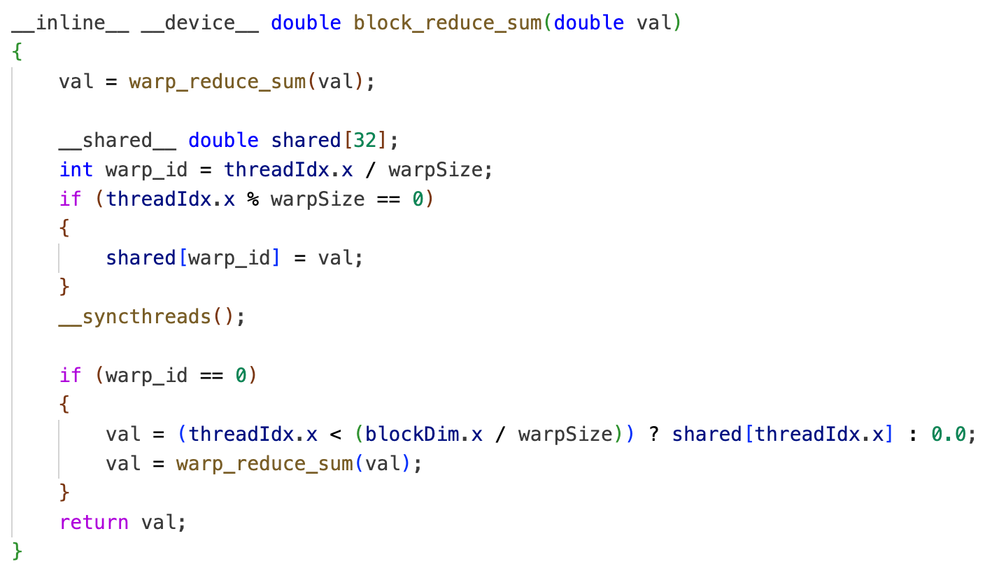 __inline__ __device__ double block_reduce_sum(double val)
{
    val = warp_reduce_sum(val);

    __shared__ double shared[32];
    int warp_id = threadIdx.x / warpSize;
    if (threadIdx.x % warpSize == 0)
    {
        shared[warp_id] = val;
    }
    __syncthreads();

    if (warp_id == 0)
    {
        val = (threadIdx.x < (blockDim.x / warpSize)) ? shared[threadIdx.x] : 0.0;
        val = warp_reduce_sum(val);
    }
    return val;
}